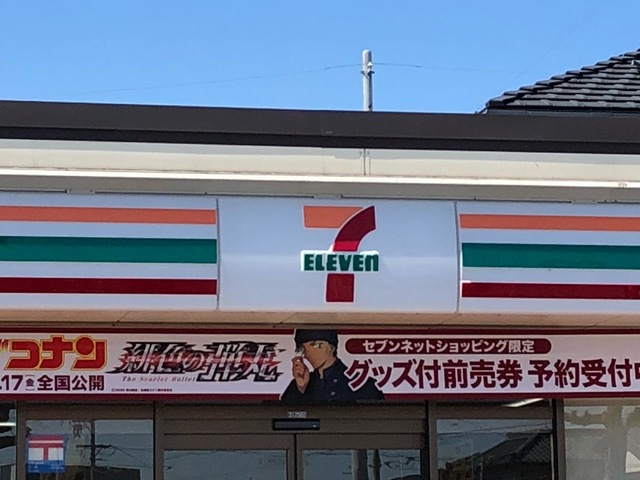 7
ELEVEN
コナン
緋色の弾丸
The Scarlet Bullet
.17(金)全国公開
セブンネットショッピング限定
グッズ付前売券 予約受付中